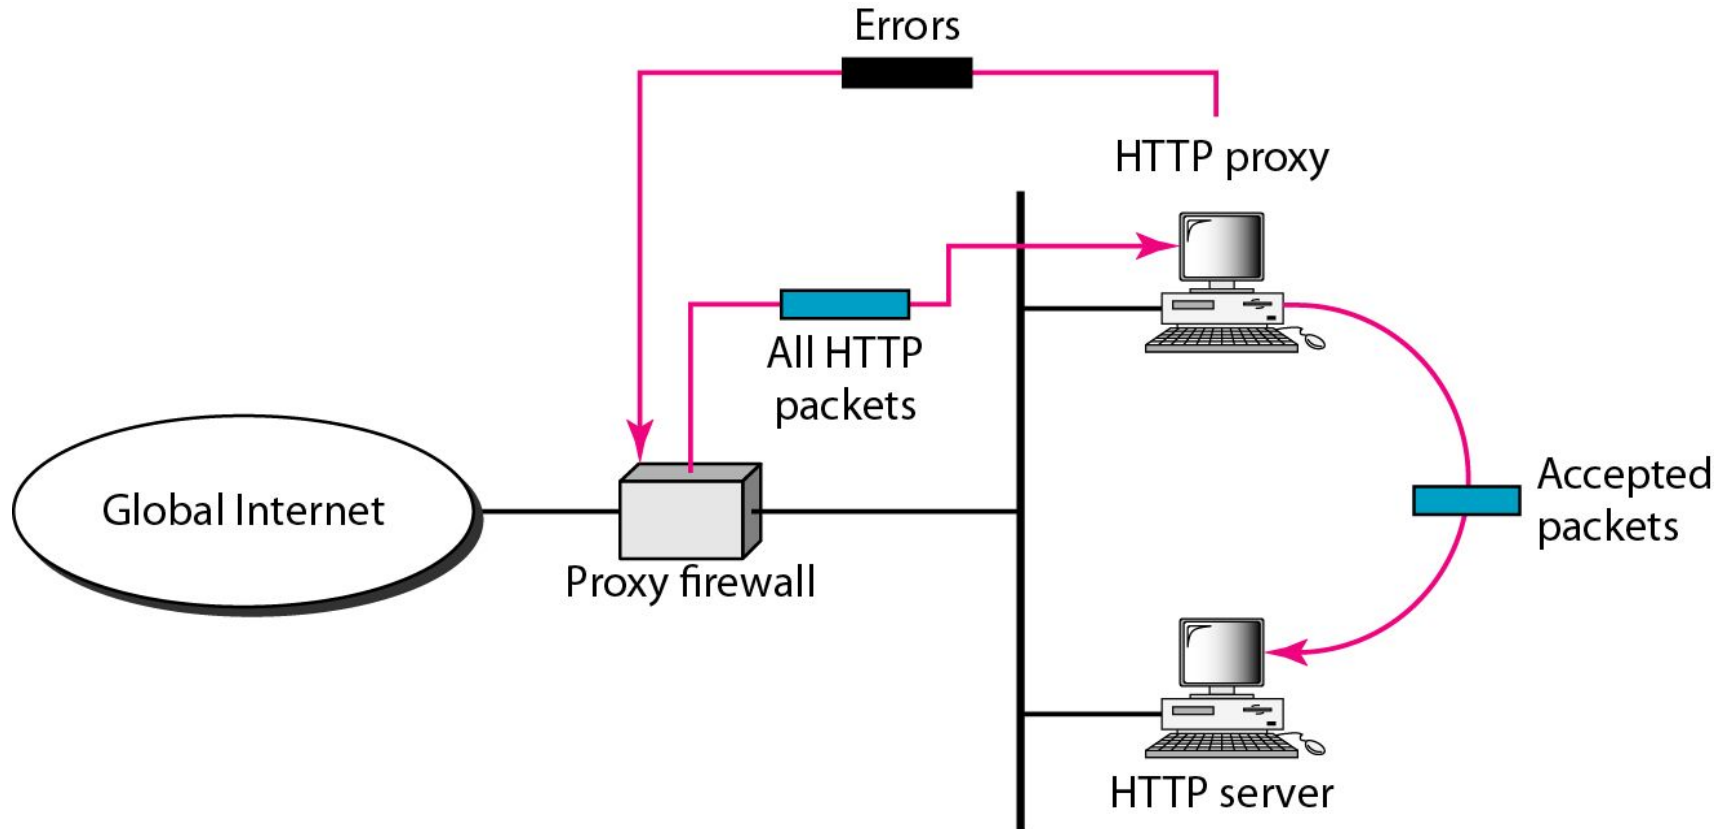 Errors
HTTP proxy
All HTTP
packets
Global Internet
Proxy firewall
Accepted
packets
HTTP server